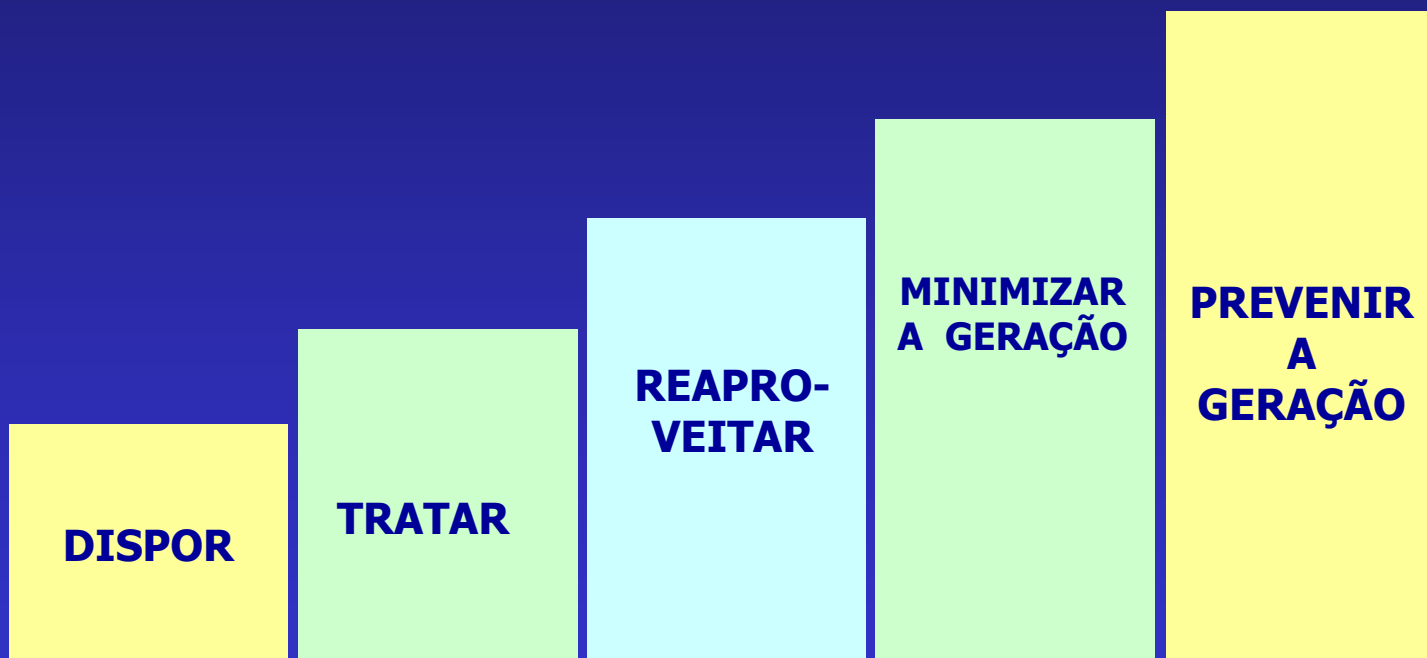 DISPOR
TRATAR
REAPRO-
VEITAR
MINIMIZAR
A GERAÇÃO
PREVENIR
A
GERAÇÃO